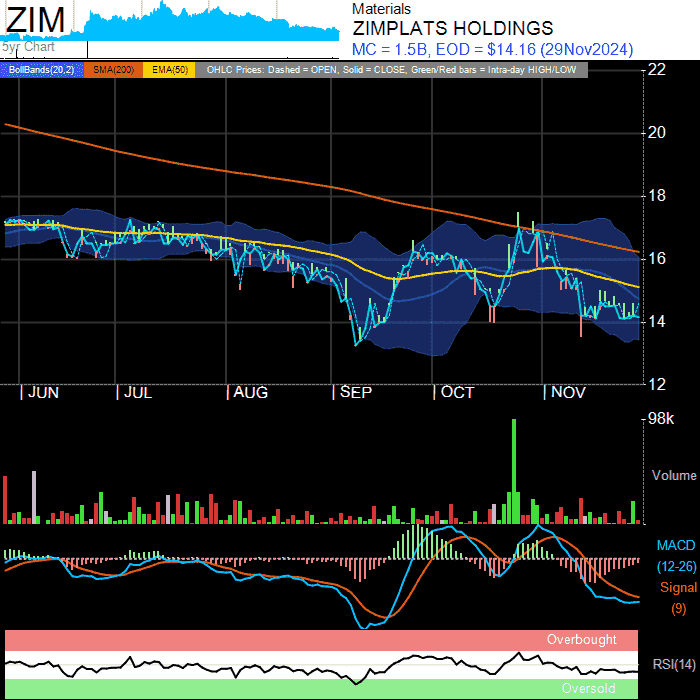 ZIM
5yr Chart
Materials
ZIMPLATS HOLDINGS
MC = 1.5B, EOD = $14.16 (29Nov2024)
BollBands(20,2) SMA(200) EMA(50) OHLC Prices: Dashed = OPEN, Solid = CLOSE, Green/Red bars = Intra-day HIGH/LOW
22
20
18
16
14
12
JUN JUL AUG SEP OCT NOV
98k
Volume
MACD
(12-26)
Signal
(9)
Overbought
RSI(14)
Oversold